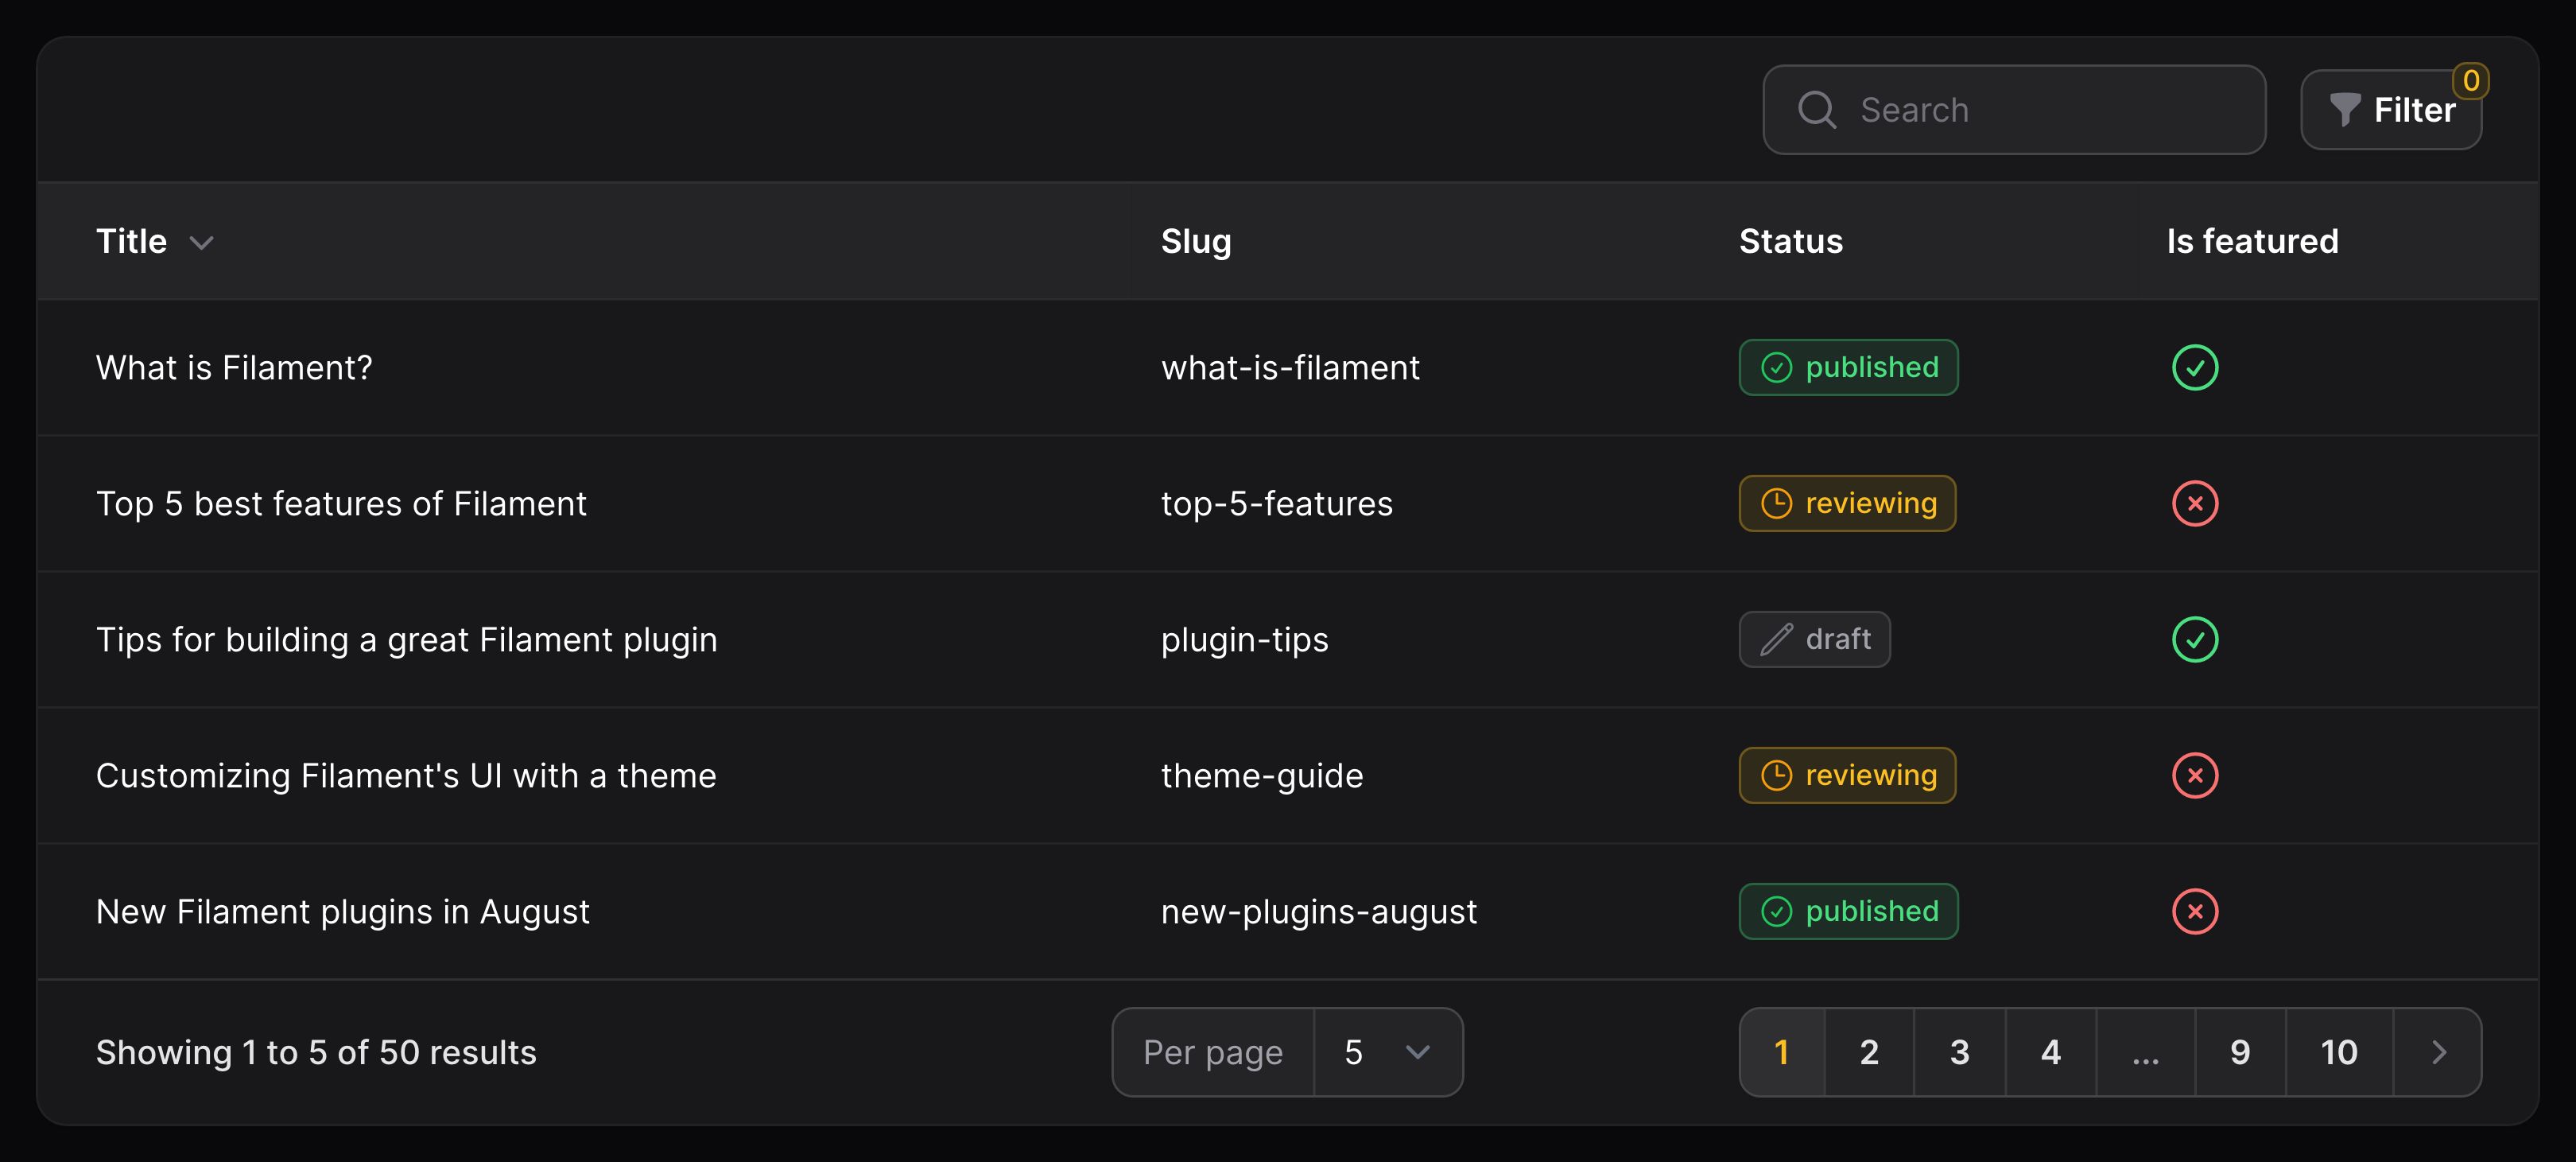 Search
Filter 0
Title Slug Status Is featured
What is Filament? what-is-filament published
Top 5 best features of Filament top-5-features reviewing
Tips for building a great Filament plugin plugin-tips draft
Customizing Filament's UI with a theme theme-guide reviewing
New Filament plugins in August new-plugins-august published
Showing 1 to 5 of 50 results Per page 5 1 2 3 4 ... 9 10